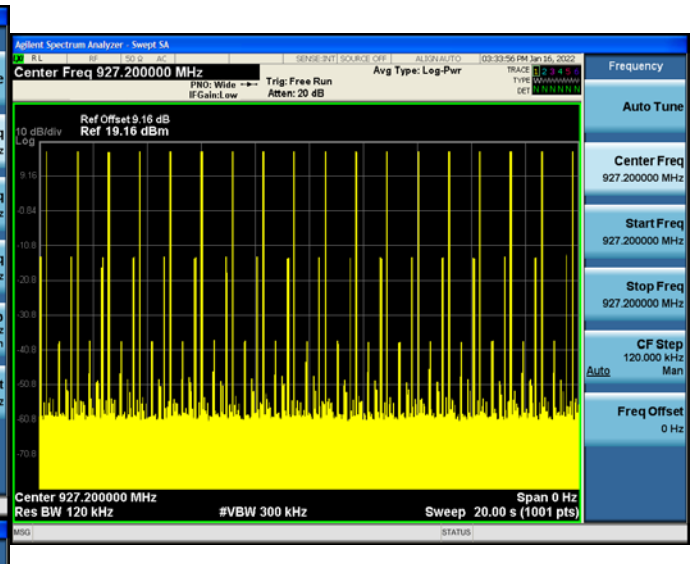 Agilent Spectrum Analyzer - Swept SA
RL RF 50 Ω AC SENSE:INT SOURCE OFF ALIGN AUTO 03:33:56 PM Jan 16, 2022
Center Freq 927.200000 MHz
PNO: Wide
IFGain:Low
Trig: Free Run
Atten: 20 dB
Avg Type: Log-Pwr
TRACE 1 2 3 4 5 6
TYPE
DET N N N N N N
Ref Offset 9.16 dB
10 dB/div Ref 19.16 dBm
Log
9.16
-0.84
-10.8
-20.8
-30.8
-40.8
-50.8
-60.8
-70.8
Center 927.200000 MHz Span 0 Hz
Res BW 120 kHz #VBW 300 kHz Sweep 20.00 s (1001 pts)
MSG STATUS
Frequency
Auto Tune
Center Freq
927.200000 MHz
Start Freq
927.200000 MHz
Stop Freq
927.200000 MHz
CF Step
120.000 kHz
Auto Man
Freq Offset
0 Hz